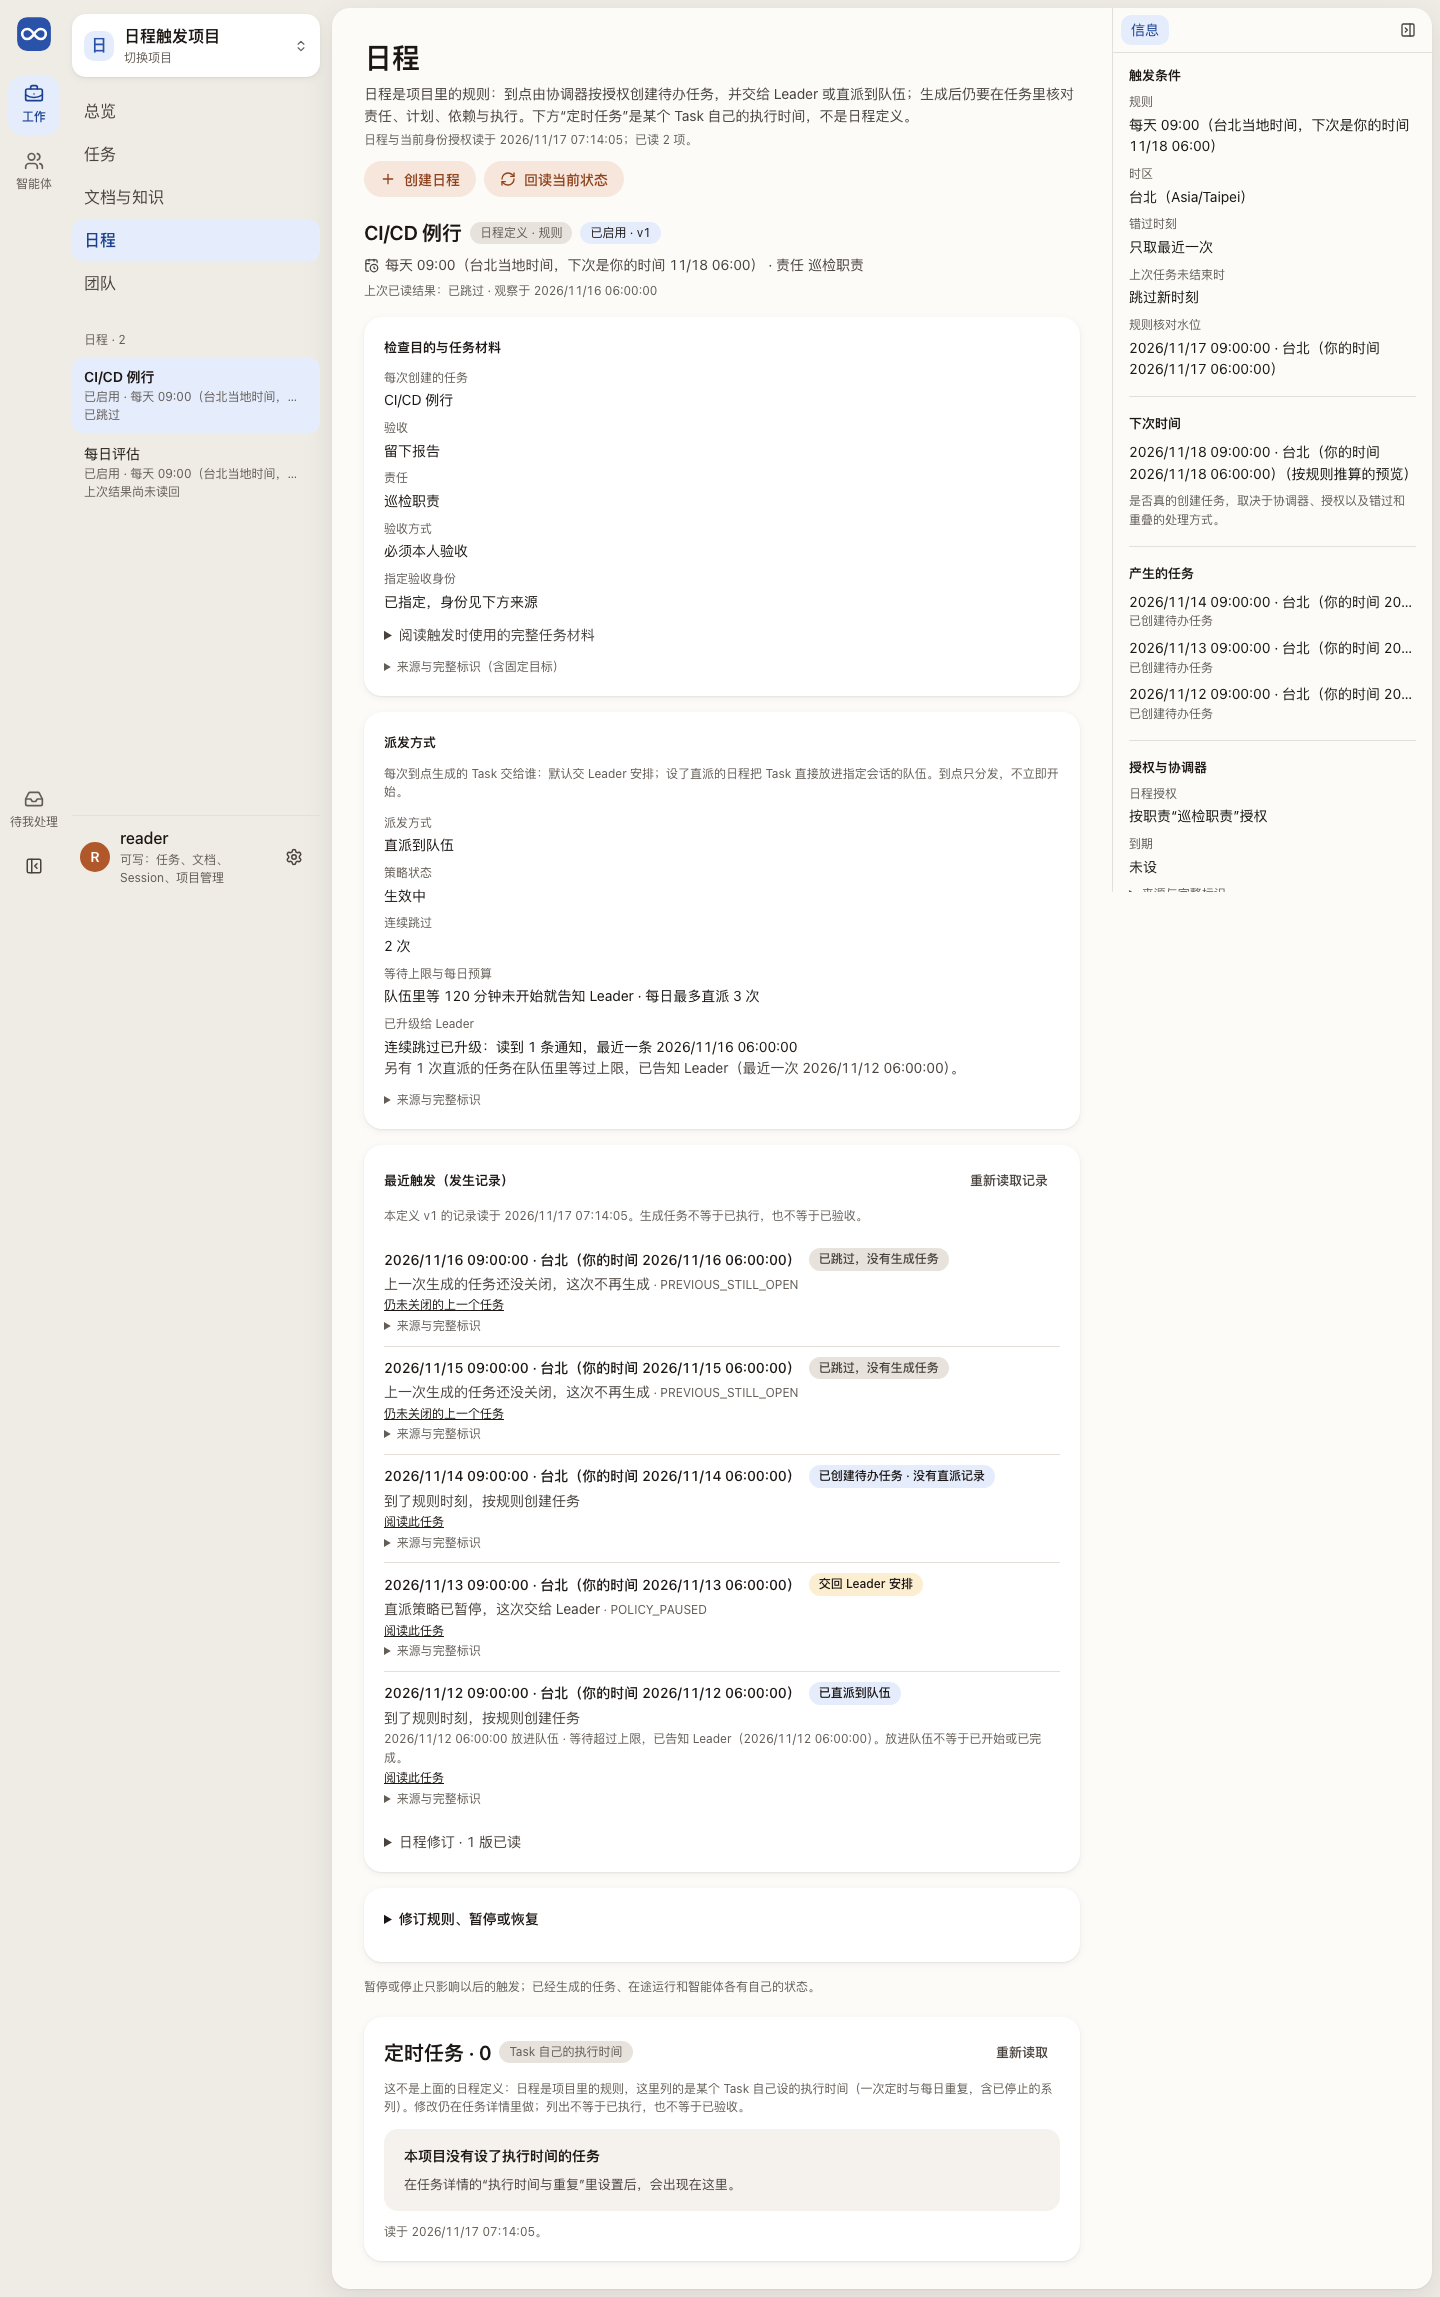 工作
智能体
待我处理
日
日程触发项目
切换项目
总览
任务
文档与知识
日程
团队
日程 · 2
CI/CD 例行
已启用 · 每天 09:00（台北当地时间，...
已跳过
每日评估
已启用 · 每天 09:00（台北当地时间，...
上次结果尚未读回
R
reader
可写：任务、文档、
Session、项目管理
日程
日程是项目里的规则：到点由协调器按授权创建待办任务，并交给 Leader 或直派到队伍；生成后仍要在任务里核对
责任、计划、依赖与执行。下方“定时任务”是某个 Task 自己的执行时间，不是日程定义。
日程与当前身份授权读于 2026/11/17 07:14:05；已读 2 项。
创建日程
回读当前状态
CI/CD 例行
日程定义 · 规则
已启用 · v1
每天 09:00（台北当地时间，下次是你的时间 11/18 06:00） · 责任 巡检职责
上次已读结果：已跳过 · 观察于 2026/11/16 06:00:00
检查目的与任务材料
每次创建的任务
CI/CD 例行
验收
留下报告
责任
巡检职责
验收方式
必须本人验收
指定验收身份
已指定，身份见下方来源
阅读触发时使用的完整任务材料
来源与完整标识（含固定目标）
派发方式
每次到点生成的 Task 交给谁：默认交 Leader 安排；设了直派的日程把 Task 直接放进指定会话的队伍。到点只分发，不立即开
始。
派发方式
直派到队伍
策略状态
生效中
连续跳过
2 次
等待上限与每日预算
队伍里等 120 分钟未开始就告知 Leader · 每日最多直派 3 次
已升级给 Leader
连续跳过已升级：读到 1 条通知，最近一条 2026/11/16 06:00:00
另有 1 次直派的任务在队伍里等过上限，已告知 Leader（最近一次 2026/11/12 06:00:00）。
来源与完整标识
最近触发（发生记录）
重新读取记录
本定义 v1 的记录读于 2026/11/17 07:14:05。生成任务不等于已执行，也不等于已验收。
2026/11/16 09:00:00 · 台北（你的时间 2026/11/16 06:00:00）
已跳过，没有生成任务
上一次生成的任务还没关闭，这次不再生成 · PREVIOUS_STILL_OPEN
仍未关闭的上一个任务
来源与完整标识
2026/11/15 09:00:00 · 台北（你的时间 2026/11/15 06:00:00）
已跳过，没有生成任务
上一次生成的任务还没关闭，这次不再生成 · PREVIOUS_STILL_OPEN
仍未关闭的上一个任务
来源与完整标识
2026/11/14 09:00:00 · 台北（你的时间 2026/11/14 06:00:00）
已创建待办任务 · 没有直派记录
到了规则时刻，按规则创建任务
阅读此任务
来源与完整标识
2026/11/13 09:00:00 · 台北（你的时间 2026/11/13 06:00:00）
交回 Leader 安排
直派策略已暂停，这次交给 Leader · POLICY_PAUSED
阅读此任务
来源与完整标识
2026/11/12 09:00:00 · 台北（你的时间 2026/11/12 06:00:00）
已直派到队伍
到了规则时刻，按规则创建任务
2026/11/12 06:00:00 放进队伍 · 等待超过上限，已告知 Leader（2026/11/12 06:00:00）。放进队伍不等于已开始或已完
成。
阅读此任务
来源与完整标识
日程修订 · 1 版已读
修订规则、暂停或恢复
暂停或停止只影响以后的触发；已经生成的任务、在途运行和智能体各有自己的状态。
定时任务 · 0
Task 自己的执行时间
重新读取
这不是上面的日程定义：日程是项目里的规则，这里列的是某个 Task 自己设的执行时间（一次定时与每日重复，含已停止的系
列）。修改仍在任务详情里做；列出不等于已执行，也不等于已验收。
本项目没有设了执行时间的任务
在任务详情的“执行时间与重复”里设置后，会出现在这里。
读于 2026/11/17 07:14:05。
信息
触发条件
规则
每天 09:00（台北当地时间，下次是你的时间
11/18 06:00）
时区
台北（Asia/Taipei）
错过时刻
只取最近一次
上次任务未结束时
跳过新时刻
规则核对水位
2026/11/17 09:00:00 · 台北（你的时间
2026/11/17 06:00:00）
下次时间
2026/11/18 09:00:00 · 台北（你的时间
2026/11/18 06:00:00）（按规则推算的预览）
是否真的创建任务，取决于协调器、授权以及错过和
重叠的处理方式。
产生的任务
2026/11/14 09:00:00 · 台北（你的时间 20...
已创建待办任务
2026/11/13 09:00:00 · 台北（你的时间 20...
已创建待办任务
2026/11/12 09:00:00 · 台北（你的时间 20...
已创建待办任务
授权与协调器
日程授权
按职责“巡检职责”授权
到期
未设